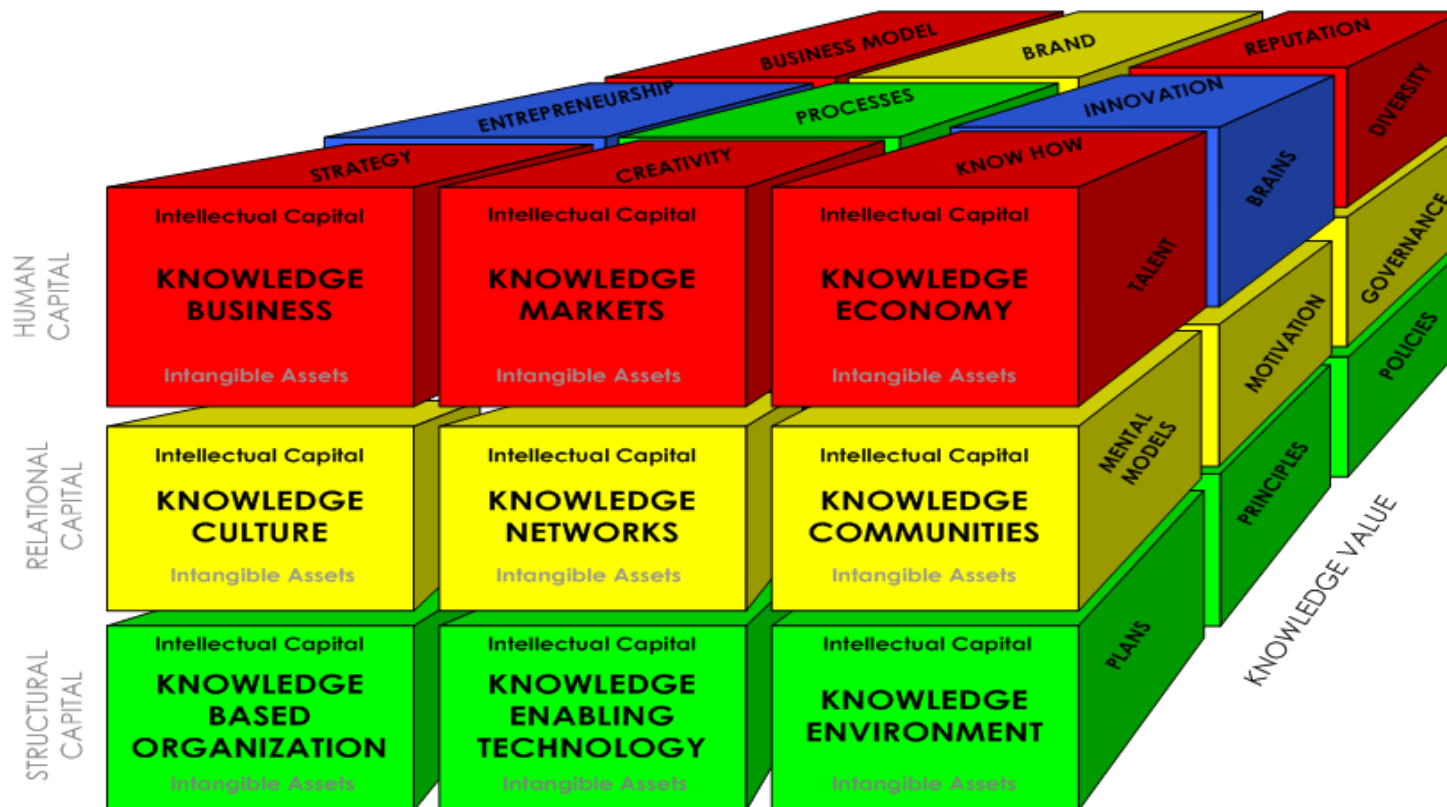 BUSINESS MODEL
BRAND
REPUTATION
ENTREPRENEURSHIP
PROCESSES
INNOVATION
STRATEGY
CREATIVITY
KNOW HOW
HUMAN
CAPITAL
Intellectual Capital
KNOWLEDGE
BUSINESS
Intangible Assets
Intellectual Capital
KNOWLEDGE
MARKETS
Intangible Assets
Intellectual Capital
KNOWLEDGE
ECONOMY
Intangible Assets
TALENT
BRAINS
DIVERSITY
RELATIONAL
CAPITAL
Intellectual Capital
KNOWLEDGE
CULTURE
Intangible Assets
Intellectual Capital
KNOWLEDGE
NETWORKS
Intangible Assets
Intellectual Capital
KNOWLEDGE
COMMUNITIES
Intangible Assets
MENTAL
MODELS
MOTIVATION
GOVERNANCE
STRUCTURAL
CAPITAL
Intellectual Capital
KNOWLEDGE
BASED
ORGANIZATION
Intangible Assets
Intellectual Capital
KNOWLEDGE
ENABLING
TECHNOLOGY
Intangible Assets
Intellectual Capital
KNOWLEDGE
ENVIRONMENT
Intangible Assets
PLANS
PRINCIPLES
POLICIES
KNOWLEDGE VALUE